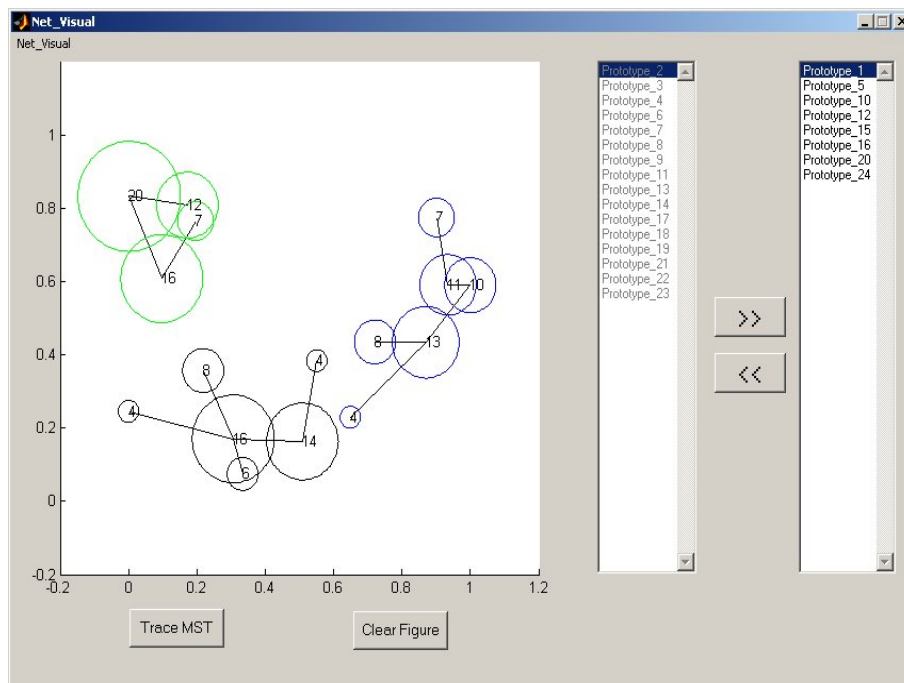 Net_Visual
Net_Visual
1
0.8
0.6
0.4
0.2
0
-0.2
-0.2 0 0.2 0.4 0.6 0.8 1 1.2
20
12
7
16
7
11 10
8 13
4
4
8
4
16 14
6
Trace MST
Clear Figure
Prototype_2
Prototype_3
Prototype_4
Prototype_6
Prototype_7
Prototype_8
Prototype_9
Prototype_11
Prototype_13
Prototype_14
Prototype_17
Prototype_18
Prototype_19
Prototype_21
Prototype_22
Prototype_23
>>
<<
Prototype_1
Prototype_5
Prototype_10
Prototype_12
Prototype_15
Prototype_16
Prototype_20
Prototype_24